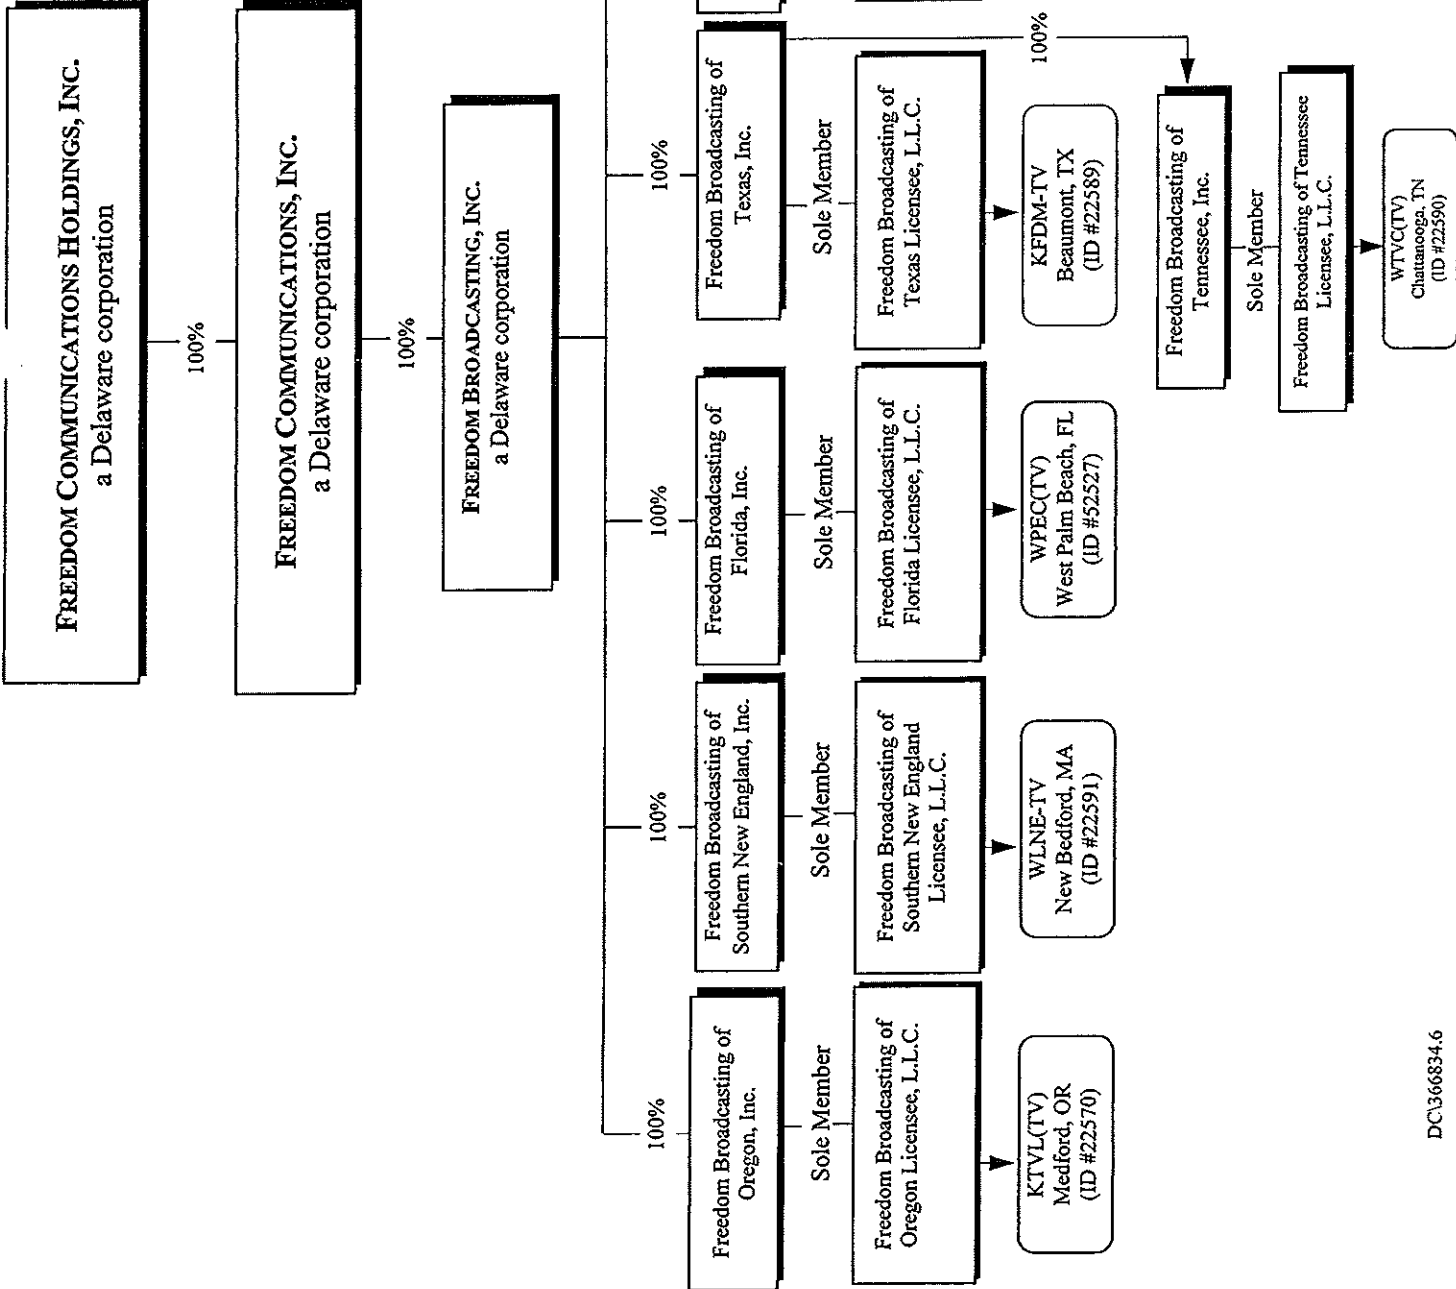 FREEDOM COMMUNICATIONS HOLDINGS, INC.
a Delaware corporation
100%
FREEDOM COMMUNICATIONS, INC.
a Delaware corporation
100%
FREEDOM BROADCASTING, INC.
a Delaware corporation
100%
Freedom Broadcasting of
Oregon, Inc.
Sole Member
Freedom Broadcasting of
Oregon Licensee, L.L.C.
KTVL(TV)
Medford, OR
(ID #22570)
100%
Freedom Broadcasting of
Southern New England, Inc.
Sole Member
Freedom Broadcasting of
Southern New England
Licensee, L.L.C.
WLNE-TV
New Bedford, MA
(ID #22591)
100%
Freedom Broadcasting of
Florida, Inc.
Sole Member
Freedom Broadcasting of
Florida Licensee, L.L.C.
WPEC(TV)
West Palm Beach, FL
(ID #52527)
100%
Freedom Broadcasting of
Texas, Inc.
Sole Member
Freedom Broadcasting of
Texas Licensee, L.L.C.
KFDM-TV
Beaumont, TX
(ID #22589)
100%
Freedom Broadcasting of
Tennessee, Inc.
Sole Member
Freedom Broadcasting of Tennessee
Licensee, L.L.C.
WTVC(TV)
Chattanooga, TN
(ID #22590)
DC\366834.6